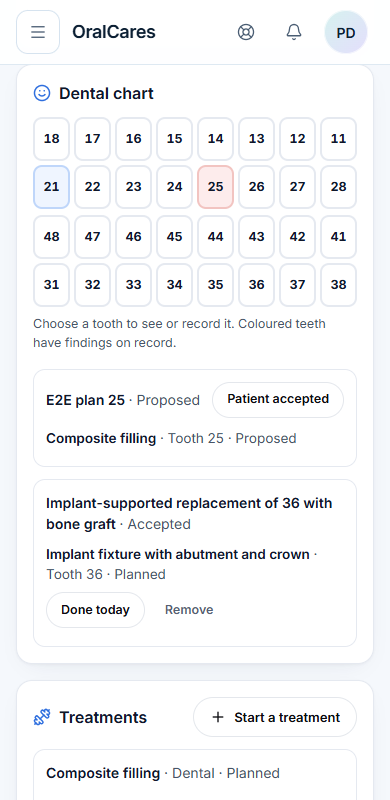 OralCares
PD
Dental chart
18 17 16 15 14 13 12 11
21 22 23 24 25 26 27 28
48 47 46 45 44 43 42 41
31 32 33 34 35 36 37 38
Choose a tooth to see or record it. Coloured teeth
have findings on record.
E2E plan 25 · Proposed
Patient accepted
Composite filling · Tooth 25 · Proposed
Implant-supported replacement of 36 with
bone graft · Accepted
Implant fixture with abutment and crown ·
Tooth 36 · Planned
Done today
Remove
Treatments
+ Start a treatment
Composite filling · Dental · Planned